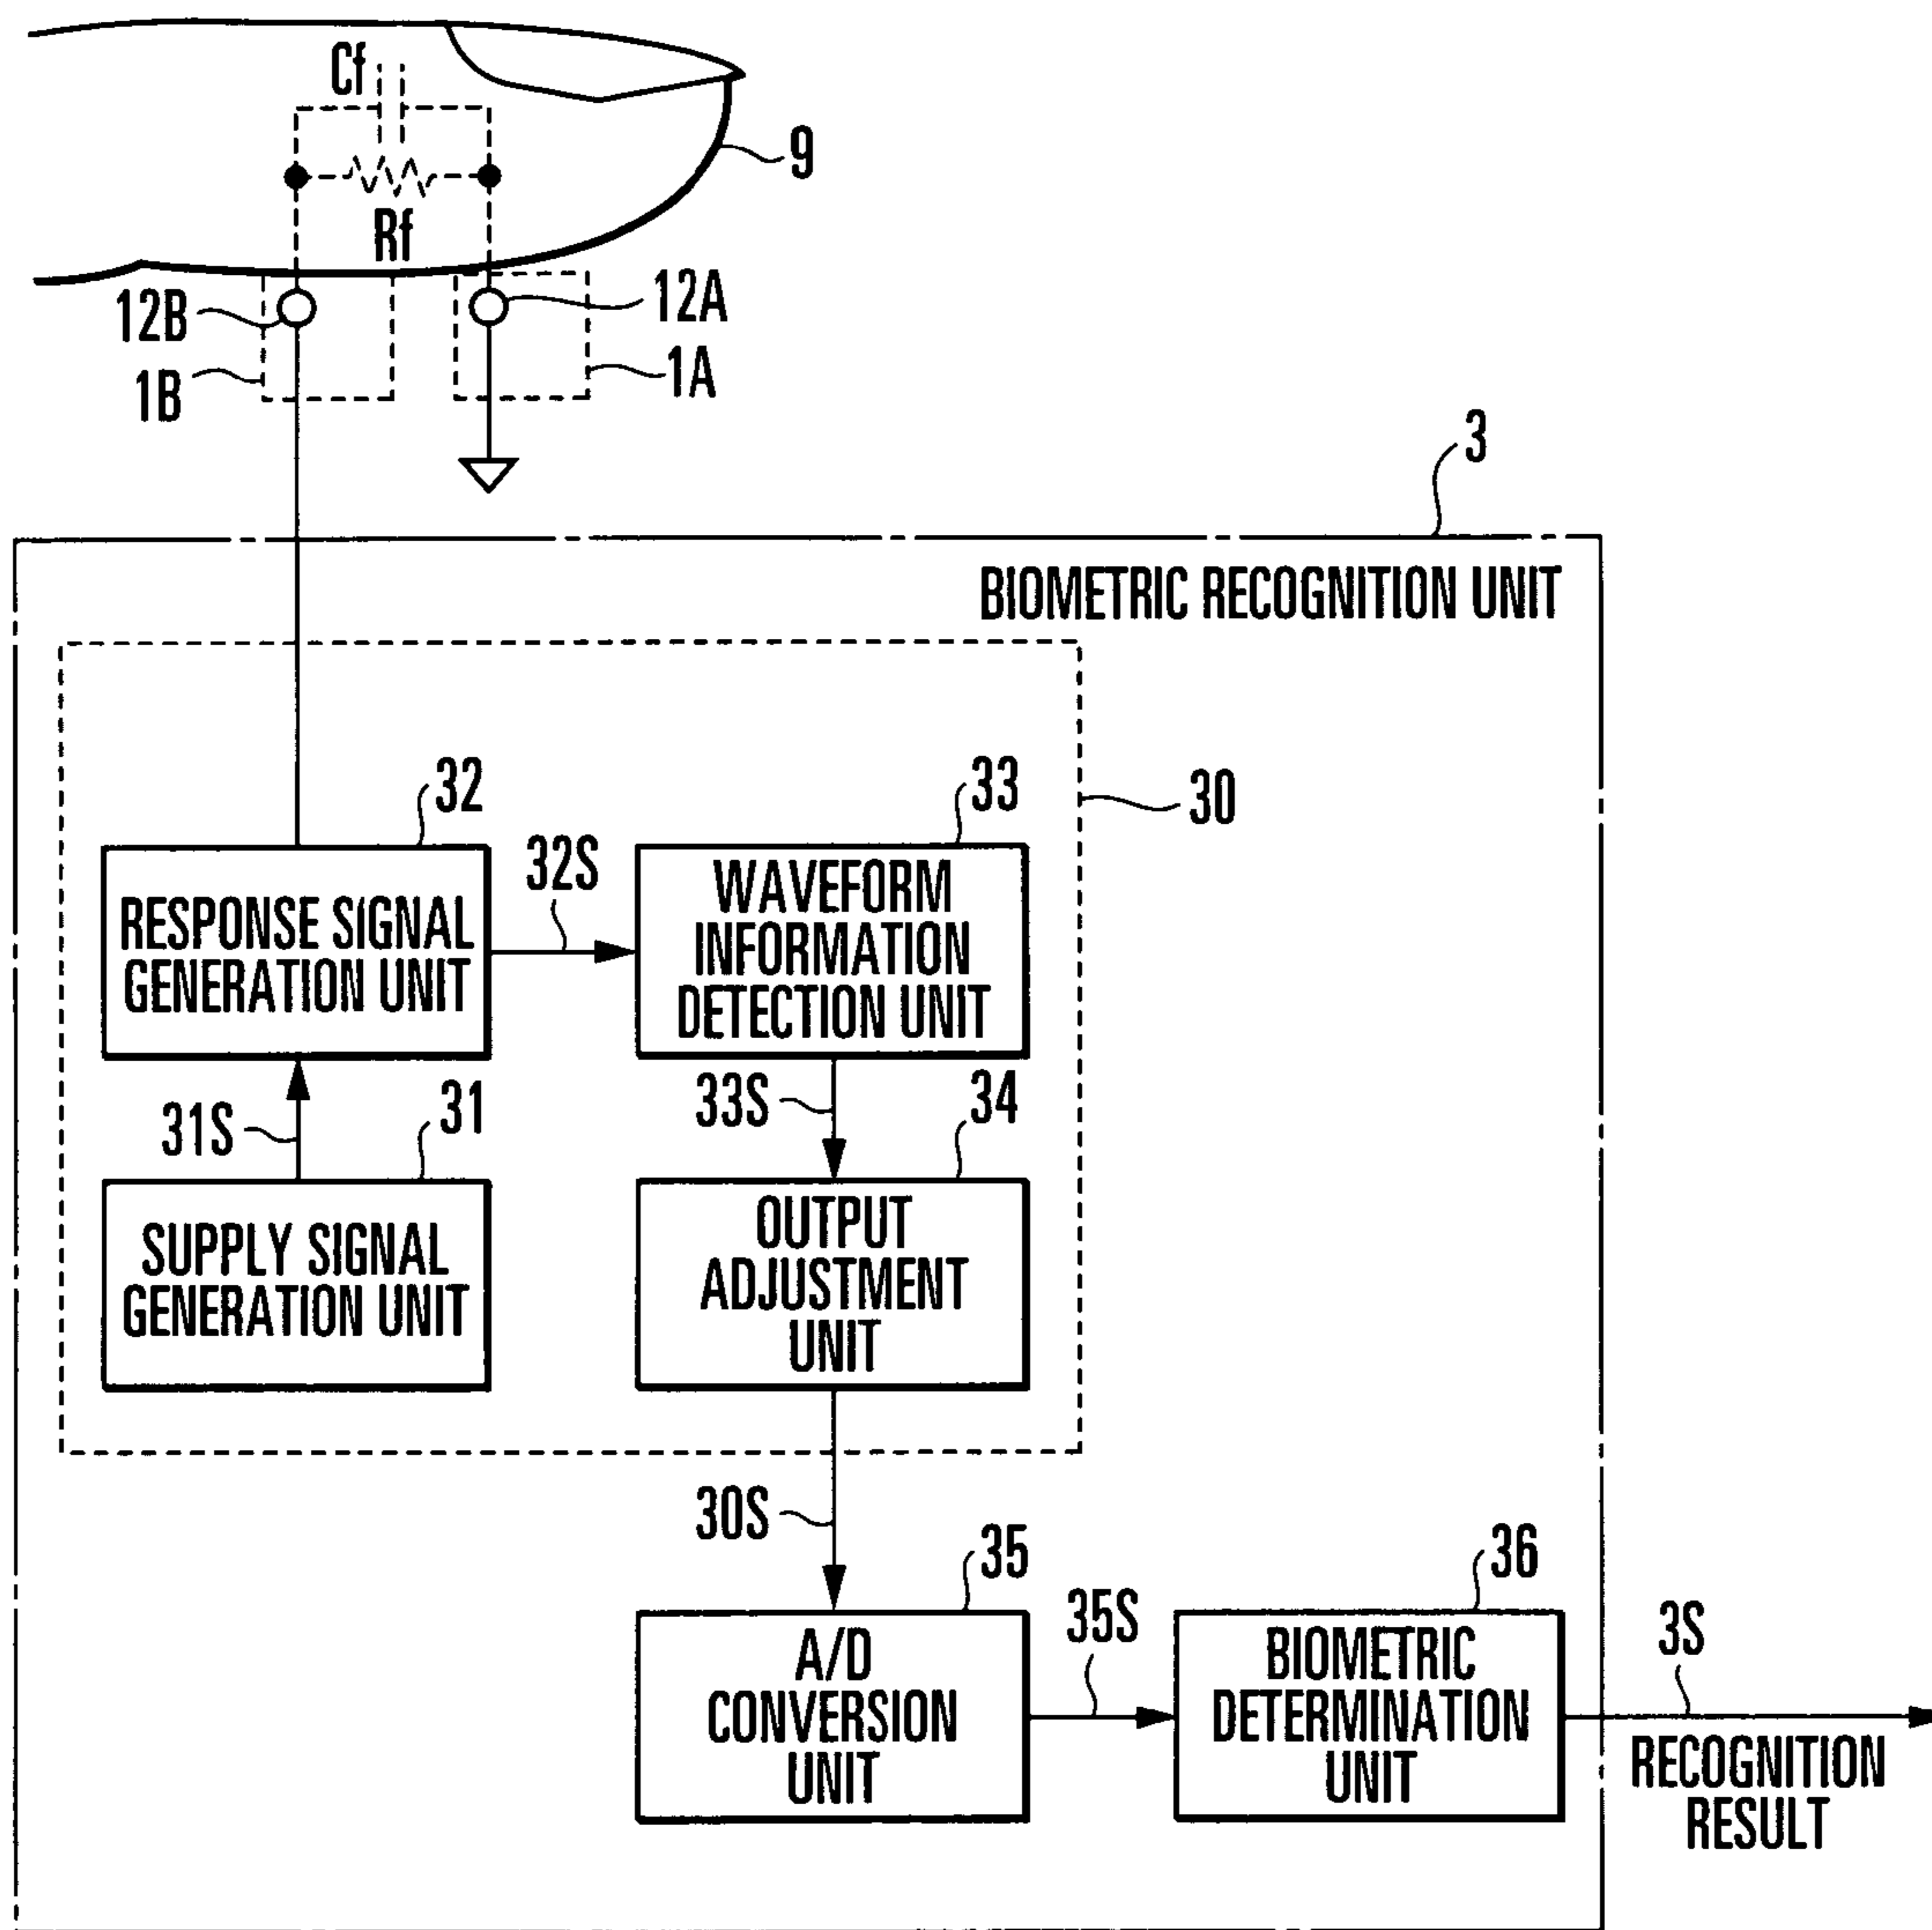 Cf
9
Rf
12B
12A
1B
1A
3
BIOMETRIC RECOGNITION UNIT
32
33
30
32S
RESPONSE SIGNAL
GENERATION UNIT
WAVEFORM
INFORMATION
DETECTION UNIT
31S
31
33S
34
SUPPLY SIGNAL
GENERATION UNIT
OUTPUT
ADJUSTMENT
UNIT
30S
35
36
35S
3S
A/D
CONVERSION
UNIT
BIOMETRIC
DETERMINATION
UNIT
RECOGNITION
RESULT